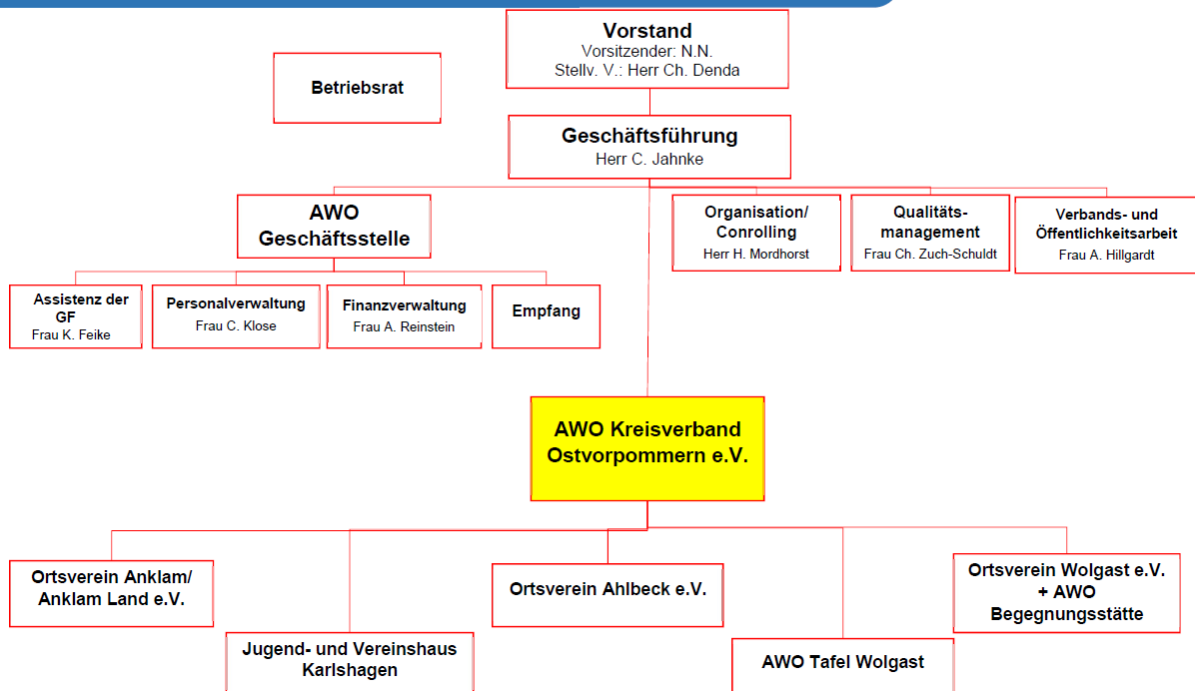 Vorstand
Vorsitzender: N.N.
Stellv. V.: Herr Ch. Denda
Betriebsrat
Geschäftsführung
Herr C. Jahnke
AWO
Geschäftsstelle
Organisation/
Conrolling
Herr H. Mordhorst
Qualitäts-
management
Frau Ch. Zuch-Schuldt
Verbands- und
Öffentlichkeitsarbeit
Frau A. Hillgardt
Assistenz der
GF
Frau K. Feike
Personalverwaltung
Frau C. Klose
Finanzverwaltung
Frau A. Reinstein
Empfang
AWO Kreisverband
Ostvorpommern e.V.
Ortsverein Anklam/
Anklam Land e.V.
Jugend- und Vereinshaus
Karlshagen
Ortsverein Ahlbeck e.V.
AWO Tafel Wolgast
Ortsverein Wolgast e.V.
+ AWO
Begegnungsstätte